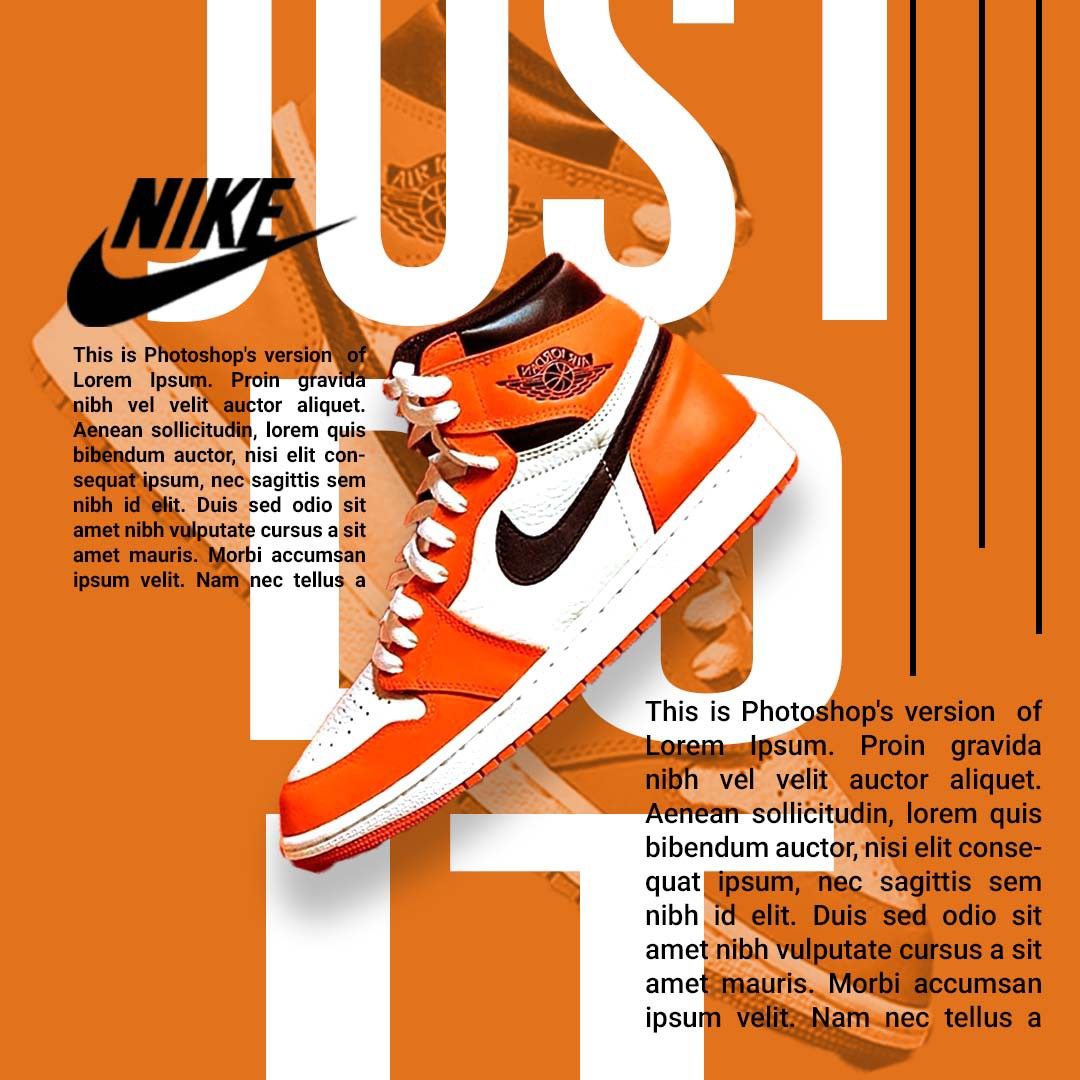 JUST
NIKE
This is Photoshop's version of
Lorem Ipsum. Proin gravida
nibh vel velit auctor aliquet.
Aenean sollicitudin, lorem quis
bibendum auctor, nisi elit con-
sequat ipsum, nec sagittis sem
nibh id elit. Duis sed odio sit
amet nibh vulputate cursus a sit
amet mauris. Morbi accumsan
ipsum velit. Nam nec tellus a
AIR JORDAN
DO
This is Photoshop's version of
Lorem Ipsum. Proin gravida
nibh vel velit auctor aliquet.
Aenean sollicitudin, lorem quis
bibendum auctor, nisi elit conse-
quat ipsum, nec sagittis sem
nibh id elit. Duis sed odio sit
amet nibh vulputate cursus a sit
amet mauris. Morbi accumsan
ipsum velit. Nam nec tellus a
IT